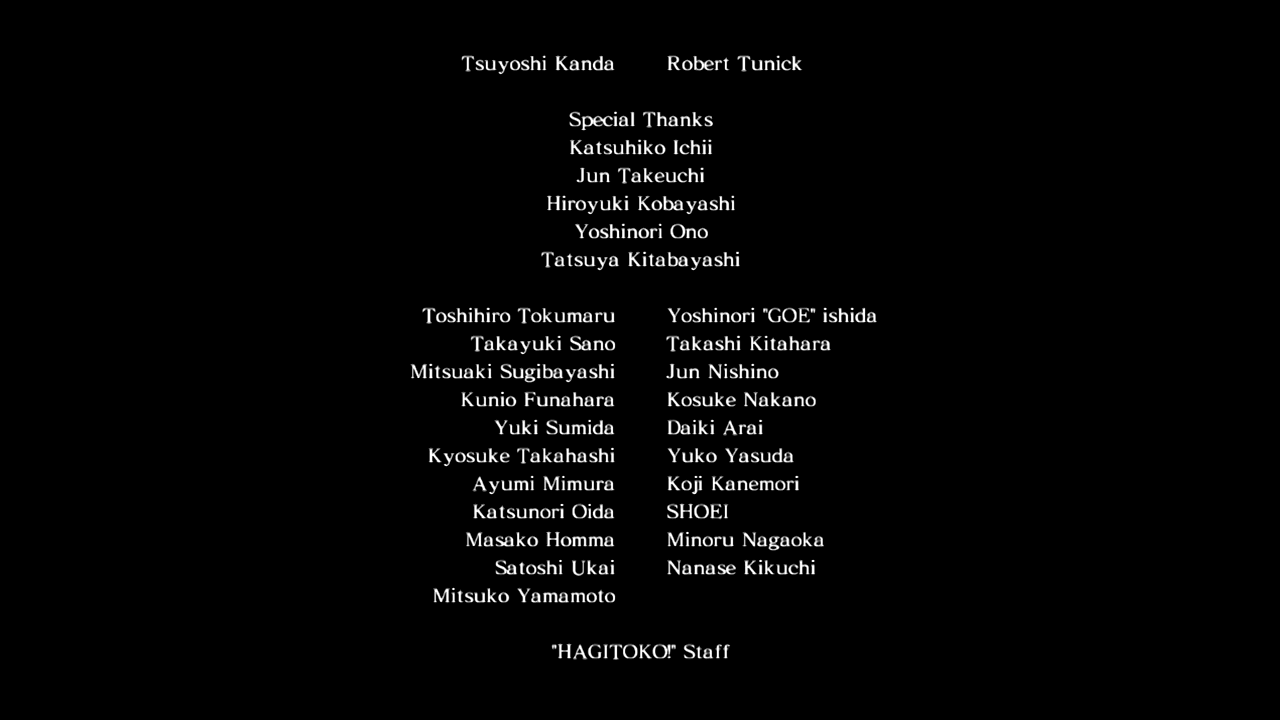 Tsuyoshi Kanda Robert Tunick
Special Thanks
Katsuhiko Ichii
Jun Takeuchi
Hiroyuki Kobayashi
Yoshinori Ono
Tatsuya Kitabayashi
Toshihiro Tokumaru Yoshinori "GOE" ishida
Takayuki Sano Takashi Kitahara
Mitsuaki Sugibayashi Jun Nishino
Kunio Funahara Kosuke Nakano
Yuki Sumida Daiki Arai
Kyosuke Takahashi Yuko Yasuda
Ayumi Mimura Koji Kanemori
Katsunori Oida SHOEI
Masako Homma Minoru Nagaoka
Satoshi Ukai Nanase Kikuchi
Mitsuko Yamamoto
"HAGITOKO!" Staff